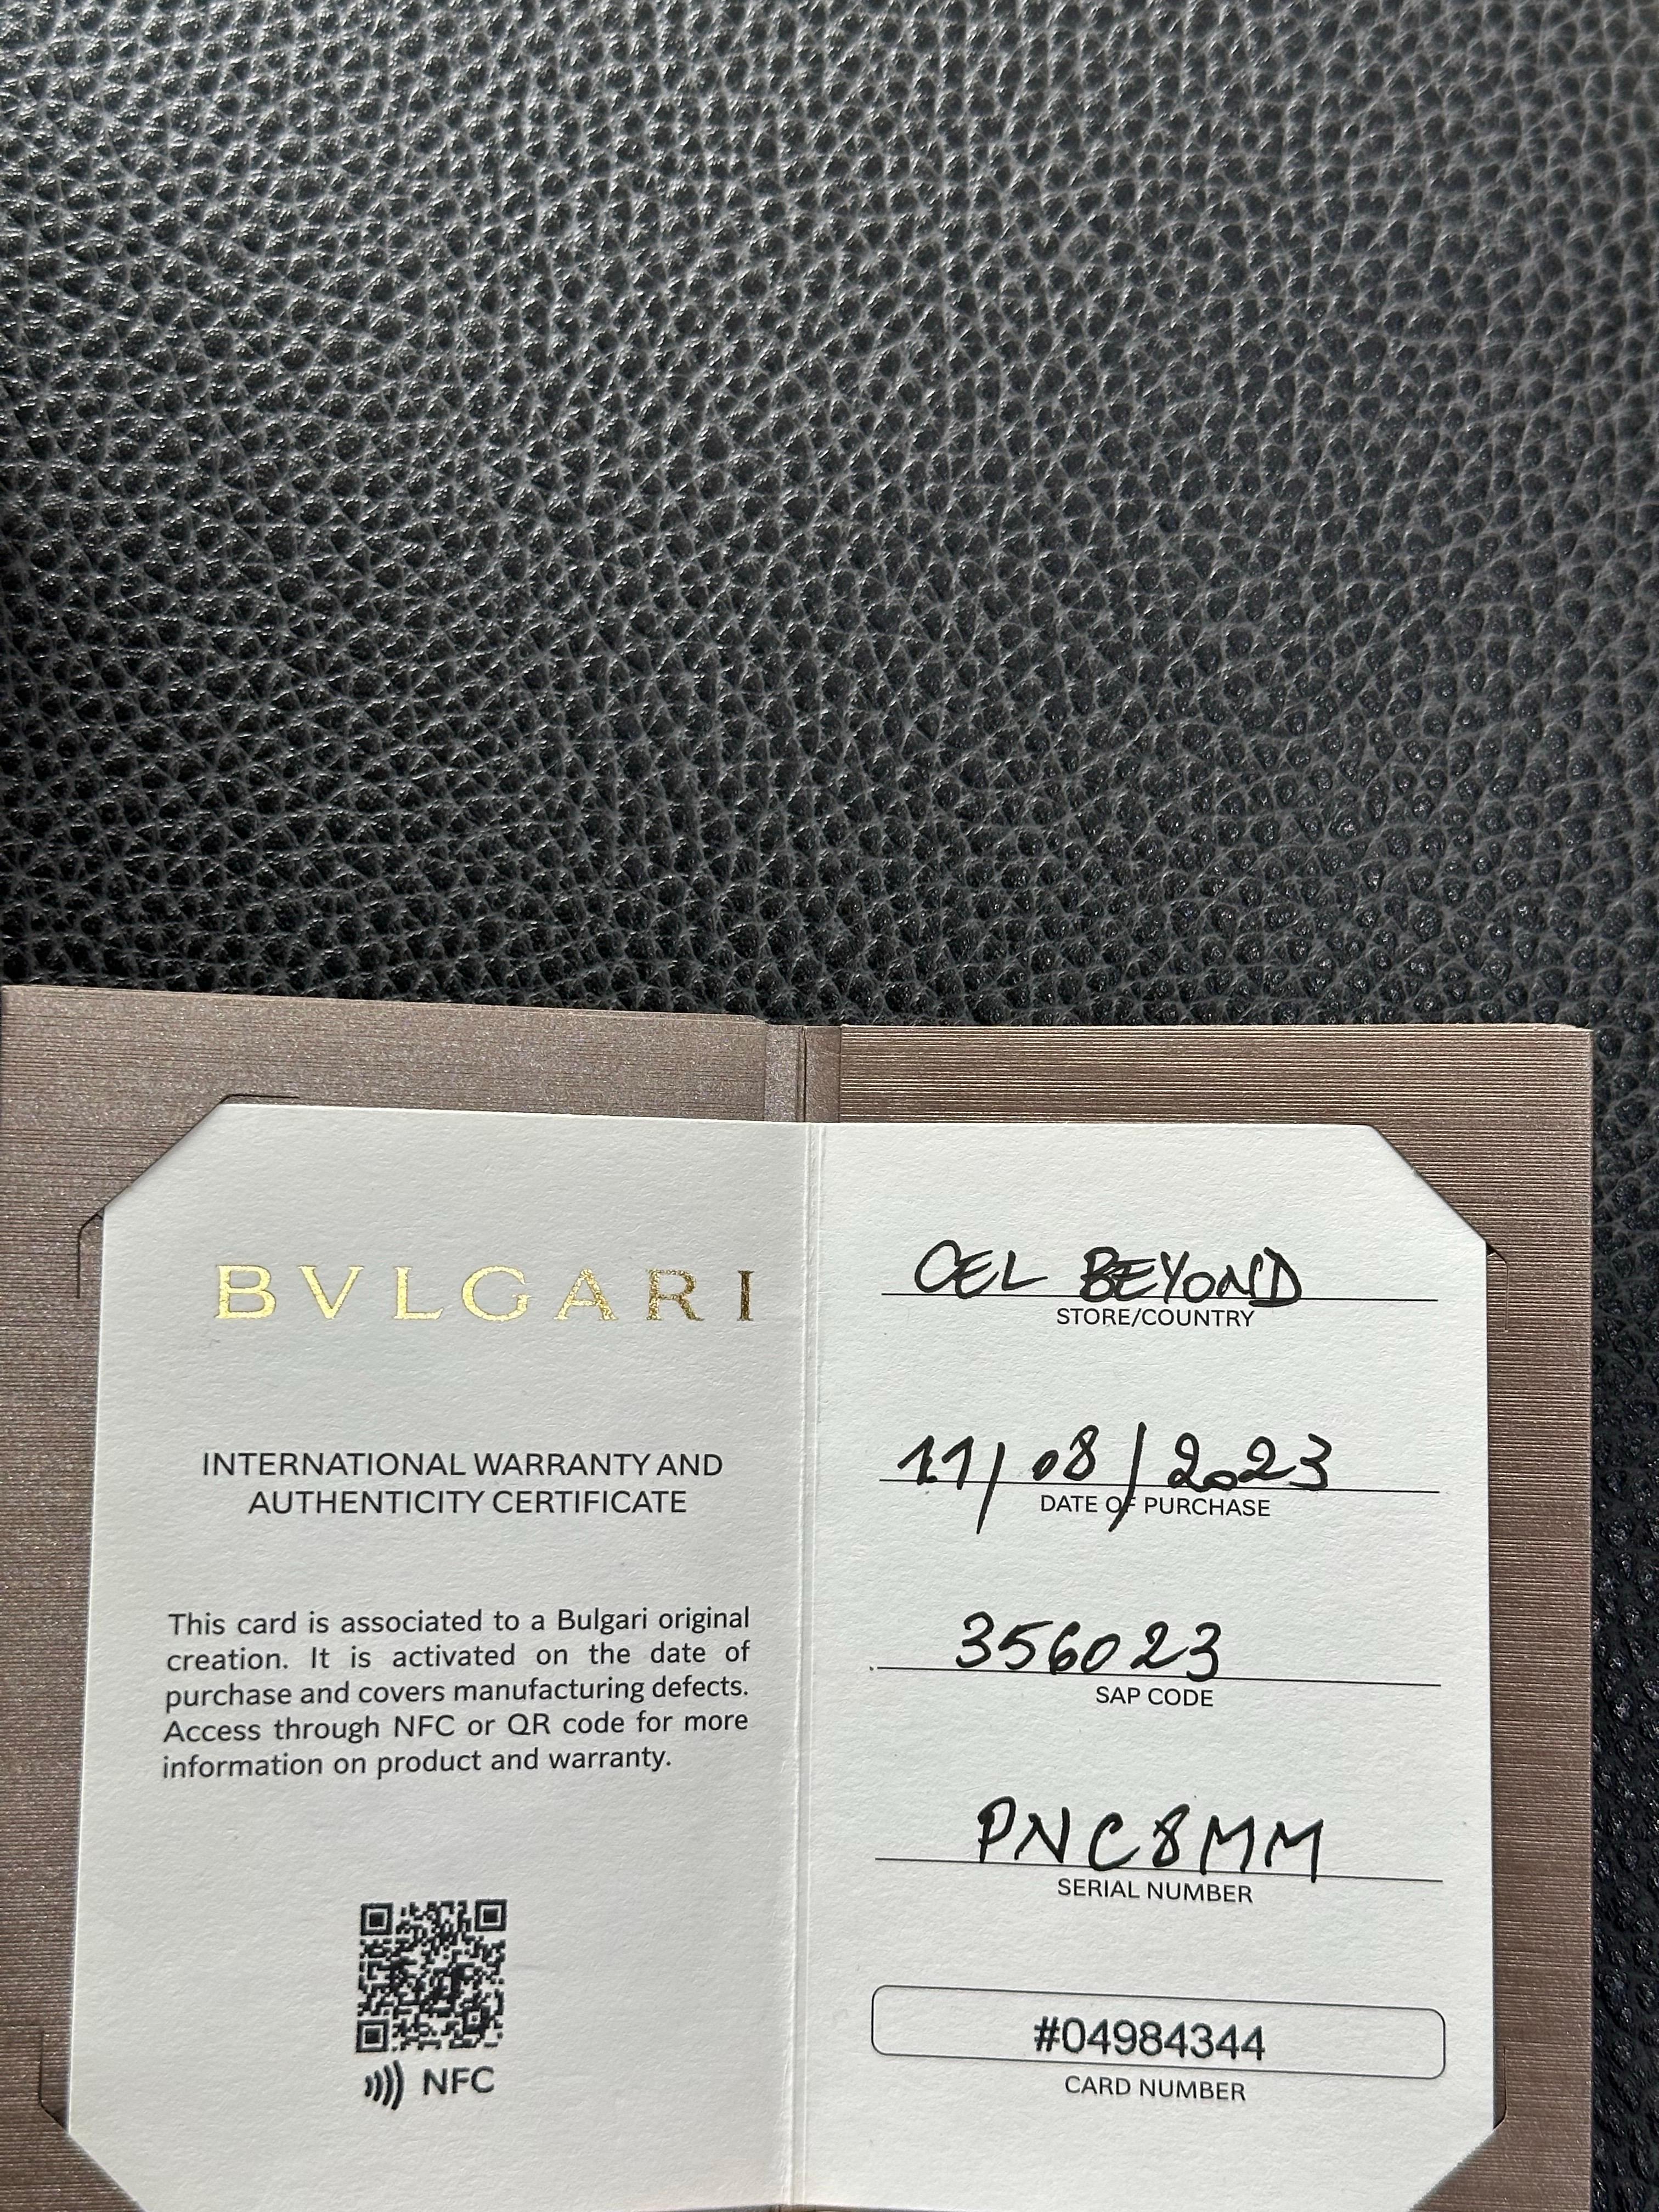 BVLGARI
INTERNATIONAL WARRANTY AND
AUTHENTICITY CERTIFICATE
This card is associated to a Bulgari original
creation. It is activated on the date of
purchase and covers manufacturing defects.
Access through NFC or QR code for more
information on product and warranty.
NFC
CEL BEYOND
STORE/COUNTRY
11/08/2023
DATE OF PURCHASE
356023
SAP CODE
PNC8MM
SERIAL NUMBER
#04984344
CARD NUMBER